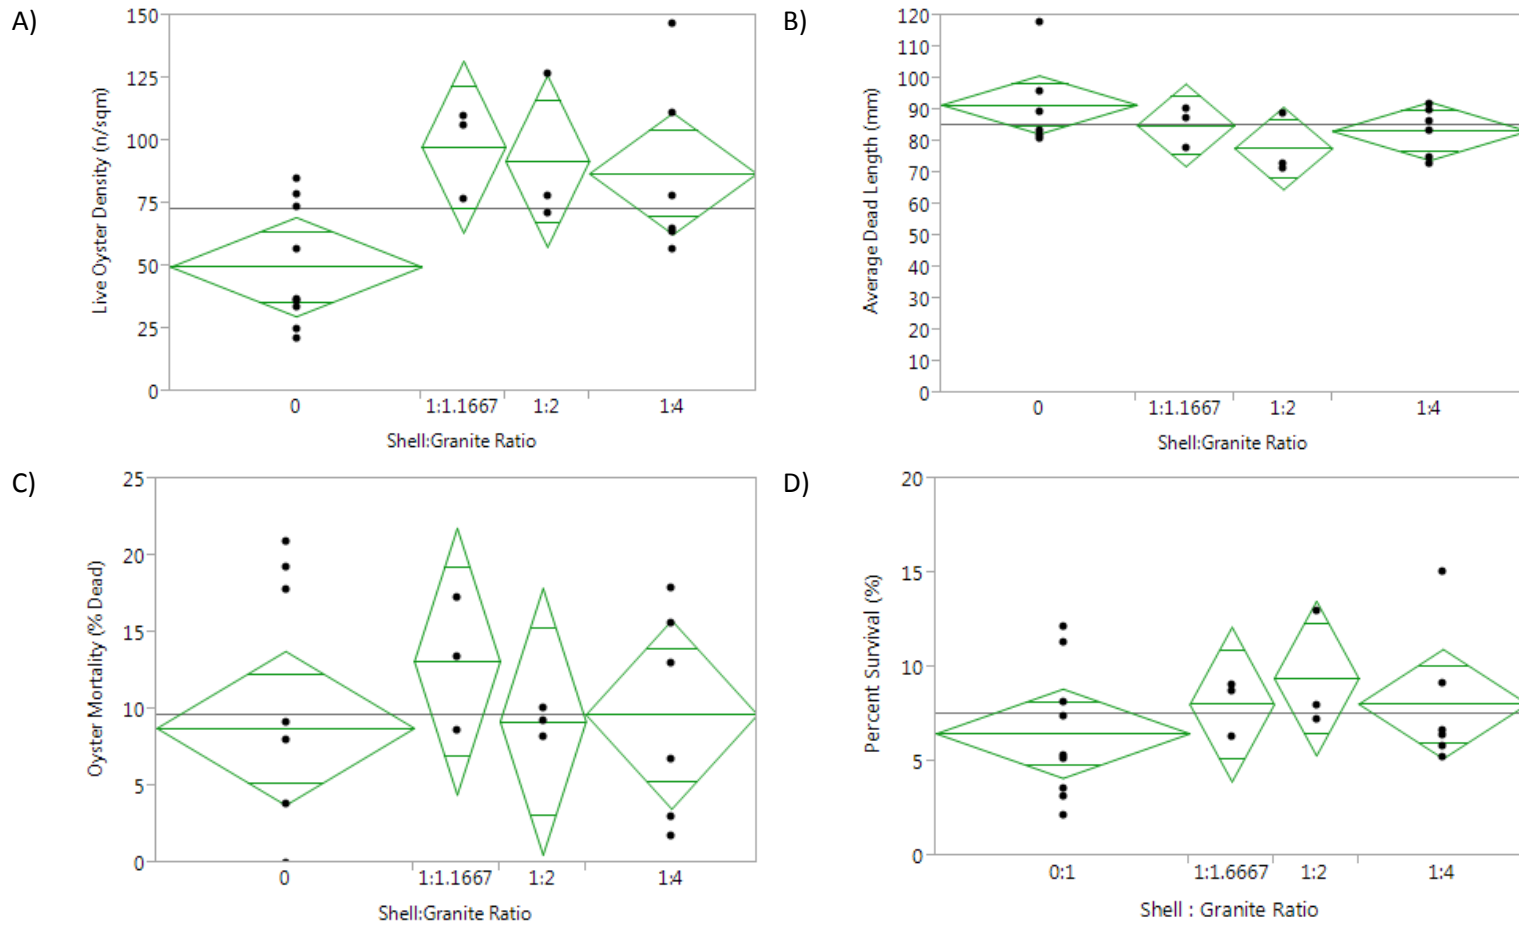 A)
150
125
100
75
50
25
0
Live Oyster Density (n/sqm)
0 1:1.1667 1:2 1:4
Shell:Granite Ratio
B)
120
110
100
90
80
70
60
50
40
30
20
10
0
Average Dead Length (mm)
0 1:1.1667 1:2 1:4
Shell:Granite Ratio
C)
25
20
15
10
5
0
Oyster Mortality (% Dead)
0 1:1.1667 1:2 1:4
Shell:Granite Ratio
D)
20
15
10
5
0
Percent Survival (%)
0:1 1:1.6667 1:2 1:4
Shell : Granite Ratio